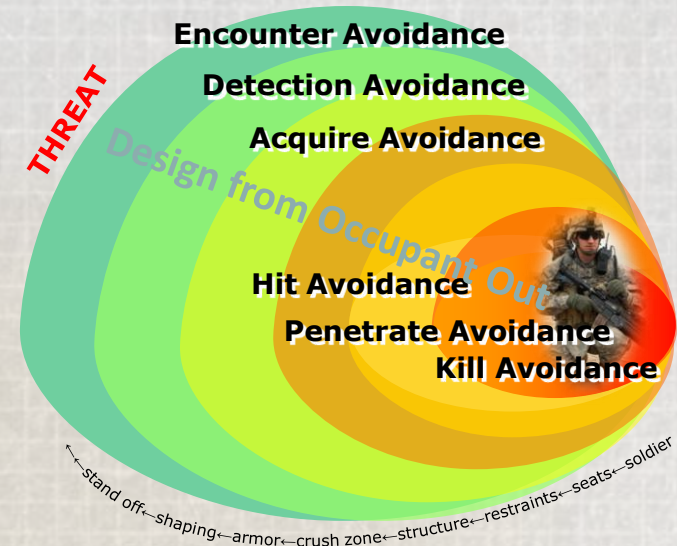 Encounter Avoidance
Detection Avoidance
THREAT
Acquire Avoidance
Design from Occupant Out
Hit Avoidance
Penetrate Avoidance
Kill Avoidance
←←stand off←shaping←armor←crush zone←structure←restraints←seats←soldier